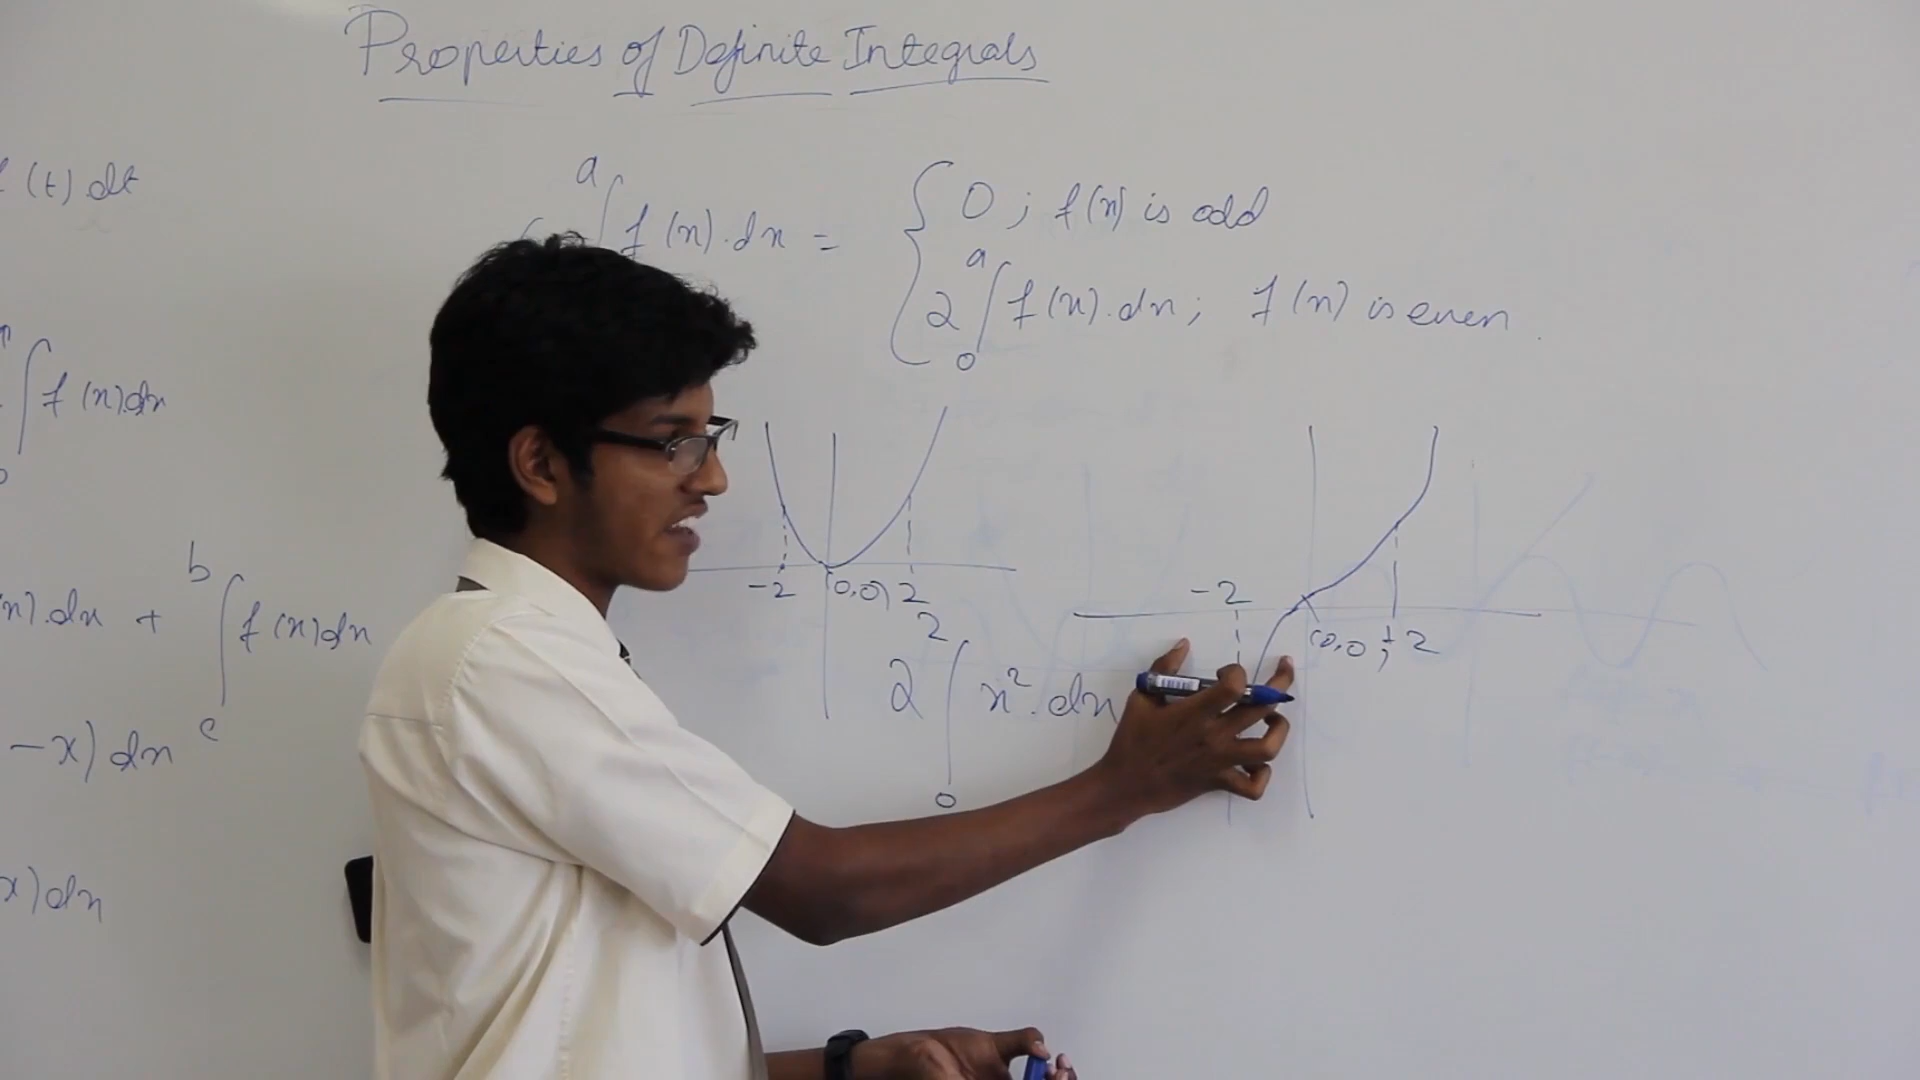 Properties of Definite Integrals
(t) dt
a
∫ f(x).dx = { 0 ; f(x) is odd
a
2 ∫ f(x).dx ; f(x) is even
0
∫ f(x)dx
b
x).dx + ∫ f(x)dx
c
-x) dx
x) dx
-2 (0,0) 2
2
2 ∫ x².dx
0
-2
(0,0) +2